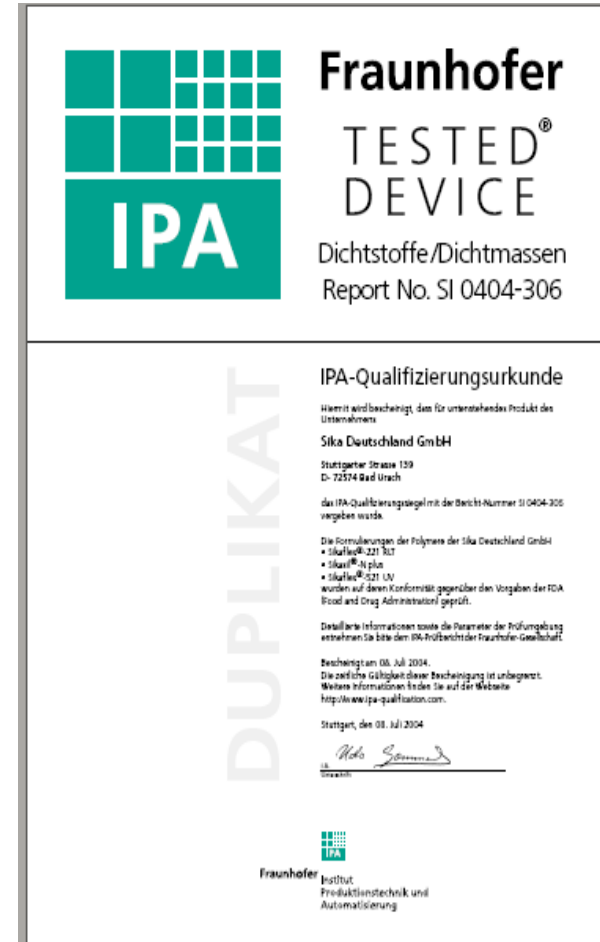 IPA
Fraunhofer
TESTED®
DEVICE
Dichtstoffe/Dichtmassen
Report No. SI 0404-306
DUPLIKAT
IPA-Qualifizierungsurkunde
Hiermit wird bescheinigt, dass für untenstehendes Produkt des
Unternehmens
Sika Deutschland GmbH
Stuttgarter Strasse 139
D- 72574 Bad Urach
das IPA-Qualifizierungssiegel mit der Bericht-Nummer SI 0404-306
vergeben wurde.
Die Formulierungen der Polymere der Sika Deutschland GmbH
• Sikaflex®-221 RLT
• Sikasil®-N plus
• Sikaflex®-521 UV
wurden auf deren Konformität gegenüber den Vorgaben der FDA
(Food and Drug Administration) geprüft.
Detaillierte Informationen sowie die Parameter der Prüfumgebung
entnehmen Sie bitte dem IPA-Prüfbericht der Fraunhofer-Gesellschaft.
Bescheinigt am 08. Juli 2004.
Die zeitliche Gültigkeit dieser Bescheinigung ist unbegrenzt.
Weitere Informationen finden Sie auf der Webseite
http://www.ipa-qualification.com.
Stuttgart, den 08. Juli 2004
Unterschrift
IPA
Fraunhofer Institut
Produktionstechnik und
Automatisierung